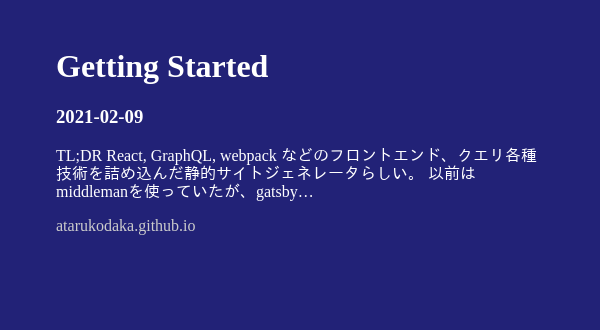 Getting Started
2021-02-09
TL;DR React, GraphQL, webpack などのフロントエンド、クエリ各種
技術を詰め込んだ静的サイトジェネレータらしい。 以前は
middlemanを使っていたが、gatsby…
atarukodaka.github.io